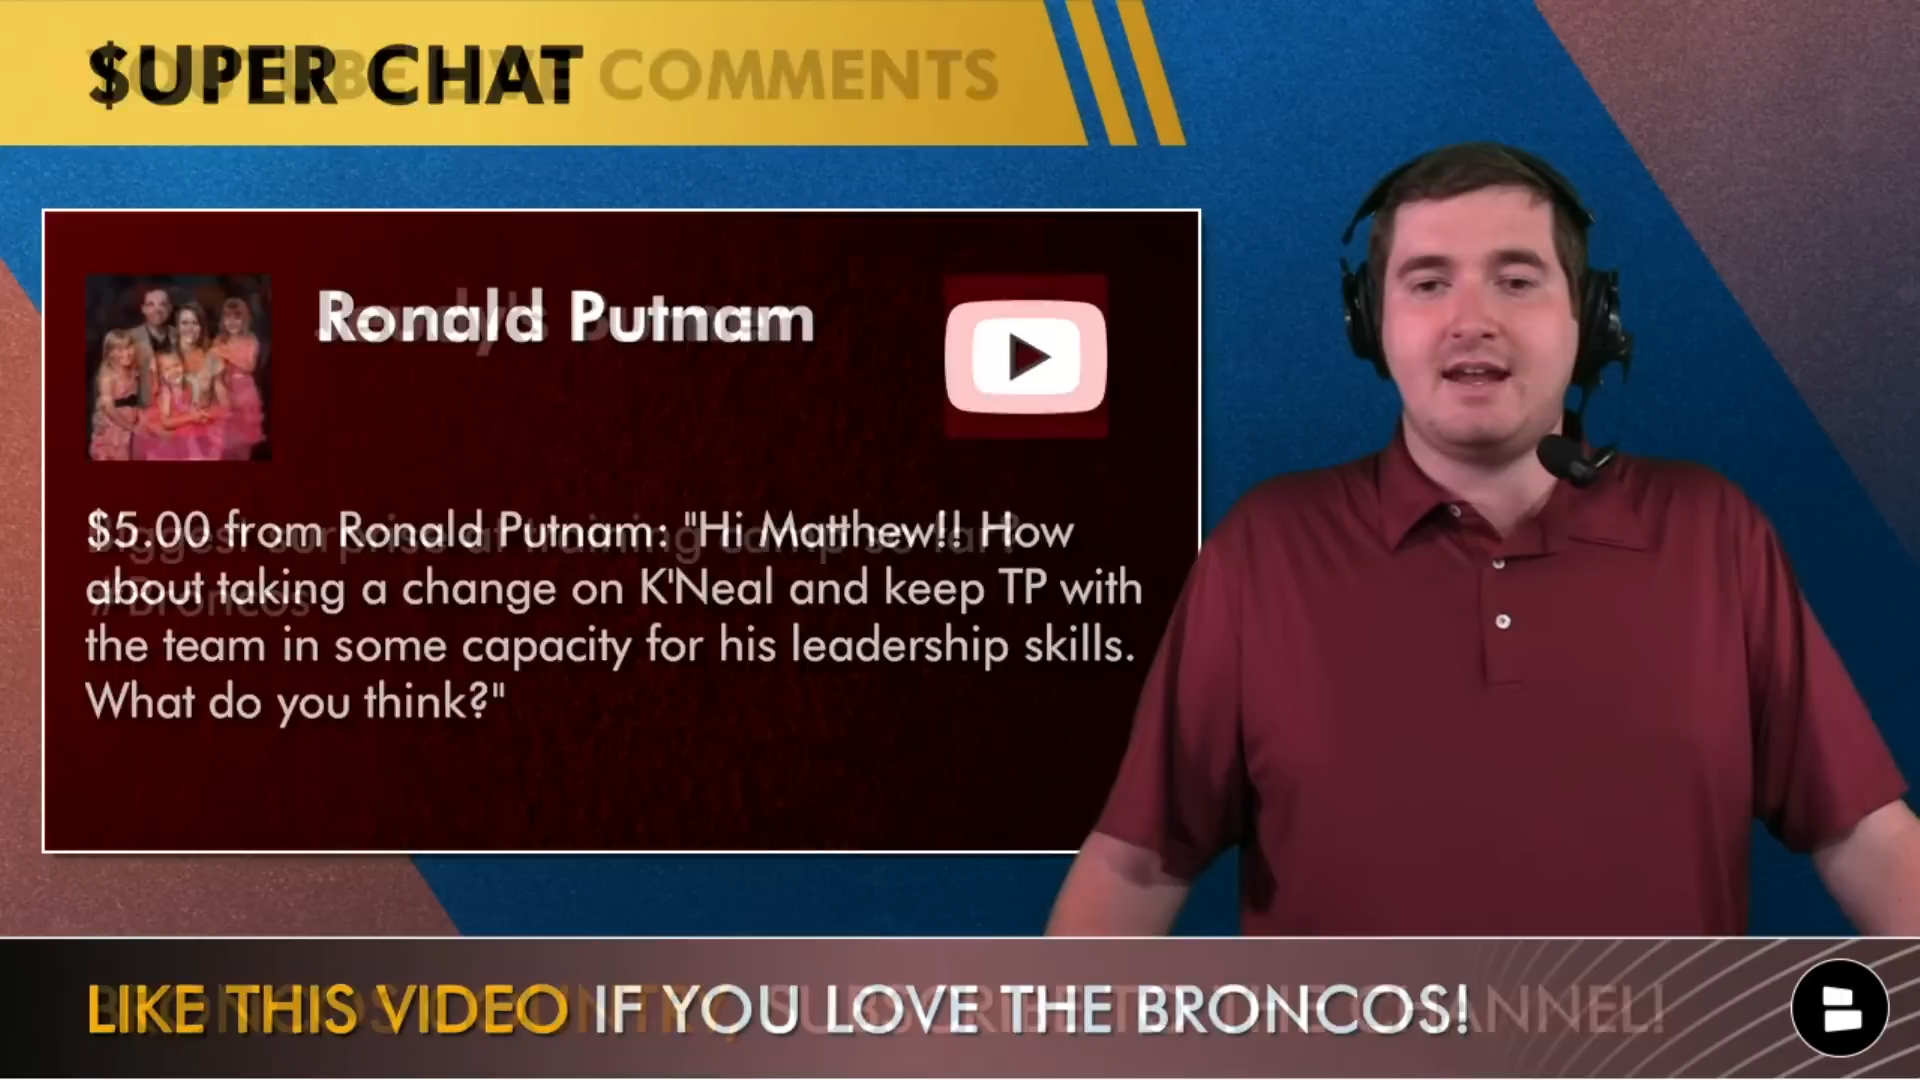 $UPER CHAT
COMMENTS
Ronald Putnam
$5.00 from Ronald Putnam: "Hi Matthew!! How
about taking a change on K'Neal and keep TP with
the team in some capacity for his leadership skills.
What do you think?"
LIKE THIS VIDEO IF YOU LOVE THE BRONCOS!